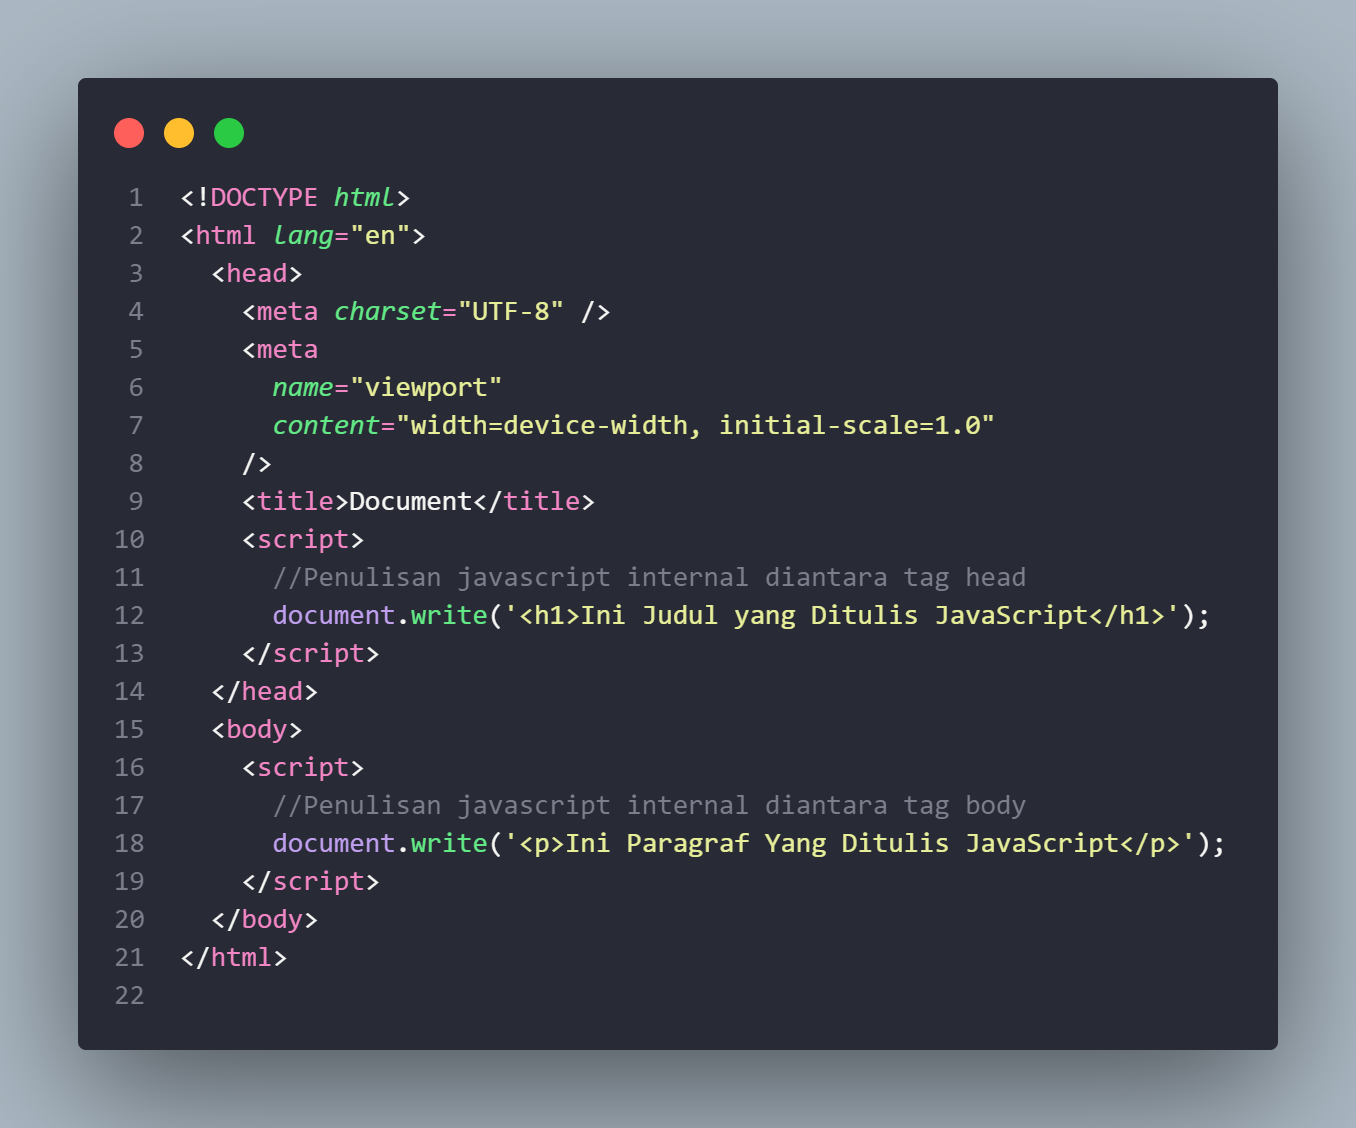 1 <!DOCTYPE html>
2 <html lang="en">
3   <head>
4     <meta charset="UTF-8" />
5     <meta
6       name="viewport"
7       content="width=device-width, initial-scale=1.0"
8     />
9     <title>Document</title>
10     <script>
11       //Penulisan javascript internal diantara tag head
12       document.write('<h1>Ini Judul yang Ditulis JavaScript</h1>');
13     </script>
14   </head>
15   <body>
16     <script>
17       //Penulisan javascript internal diantara tag body
18       document.write('<p>Ini Paragraf Yang Ditulis JavaScript</p>');
19     </script>
20   </body>
21 </html>
22